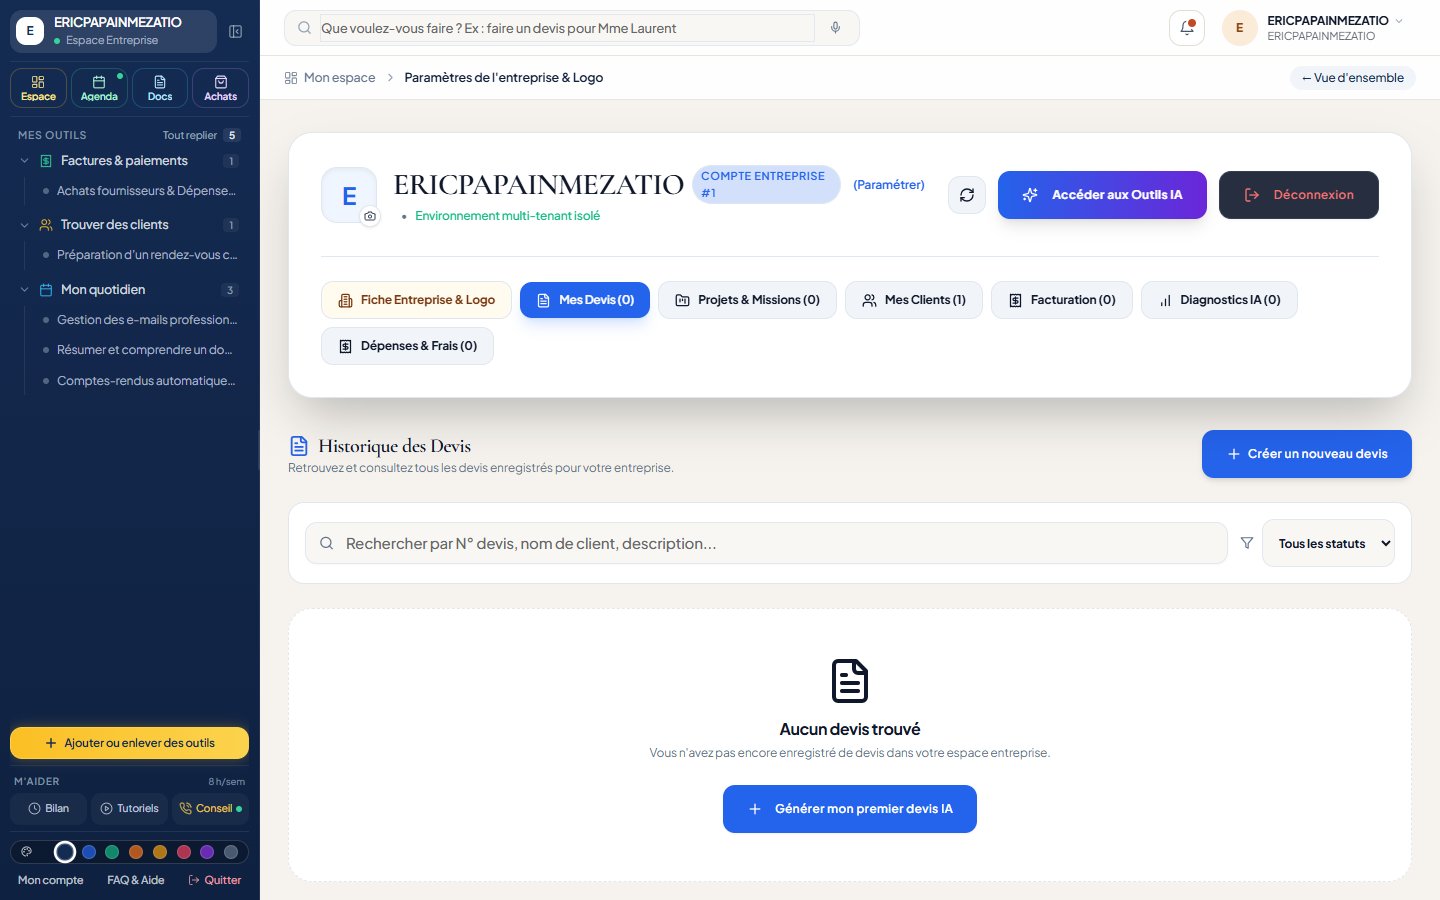 E
ERICPAPAINMEZATIO
Espace Entreprise
Espace
Agenda
Docs
Achats
MES OUTILS
Tout replier
5
Factures & paiements
1
Achats fournisseurs & Dépense...
Trouver des clients
1
Préparation d'un rendez-vous c...
Mon quotidien
3
Gestion des e-mails profession...
Résumer et comprendre un do...
Comptes-rendus automatique...
Ajouter ou enlever des outils
M'AIDER
8 h/sem
Bilan
Tutoriels
Conseil
Mon compte
FAQ & Aide
Quitter
Que voulez-vous faire ? Ex : faire un devis pour Mme Laurent
E
ERICPAPAINMEZATIO
ERICPAPAINMEZATIO
Mon espace
Paramètres de l'entreprise & Logo
← Vue d'ensemble
E
ERICPAPAINMEZATIO
COMPTE ENTREPRISE
#1
(Paramétrer)
• Environnement multi-tenant isolé
Accéder aux Outils IA
Déconnexion
Fiche Entreprise & Logo
Mes Devis (0)
Projets & Missions (0)
Mes Clients (1)
Facturation (0)
Diagnostics IA (0)
Dépenses & Frais (0)
Historique des Devis
Retrouvez et consultez tous les devis enregistrés pour votre entreprise.
Créer un nouveau devis
Rechercher par N° devis, nom de client, description...
Tous les statuts
Aucun devis trouvé
Vous n'avez pas encore enregistré de devis dans votre espace entreprise.
Générer mon premier devis IA